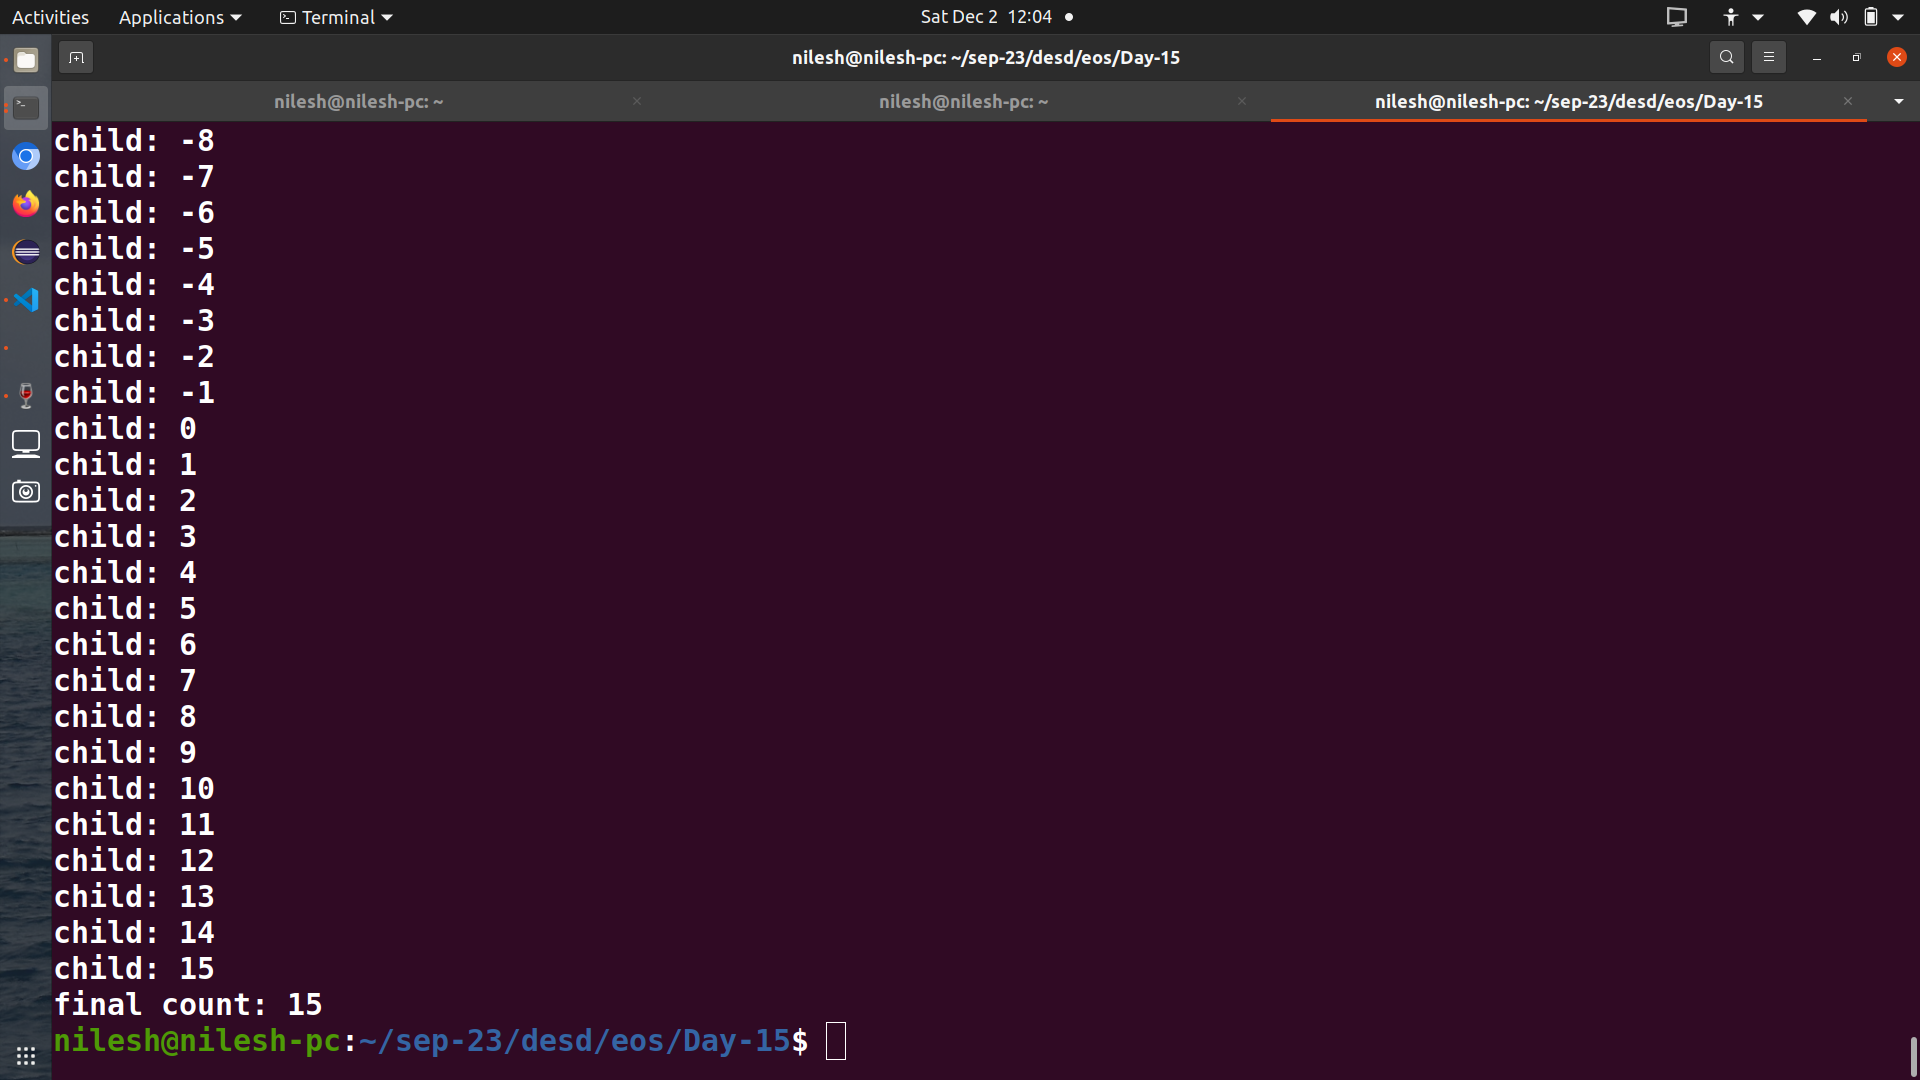 Activities Applications Terminal Sat Dec 2 12:04
nilesh@nilesh-pc: ~/sep-23/desd/eos/Day-15
nilesh@nilesh-pc: ~ nilesh@nilesh-pc: ~ nilesh@nilesh-pc: ~/sep-23/desd/eos/Day-15
child: -8
child: -7
child: -6
child: -5
child: -4
child: -3
child: -2
child: -1
child: 0
child: 1
child: 2
child: 3
child: 4
child: 5
child: 6
child: 7
child: 8
child: 9
child: 10
child: 11
child: 12
child: 13
child: 14
child: 15
final count: 15
nilesh@nilesh-pc:~/sep-23/desd/eos/Day-15$